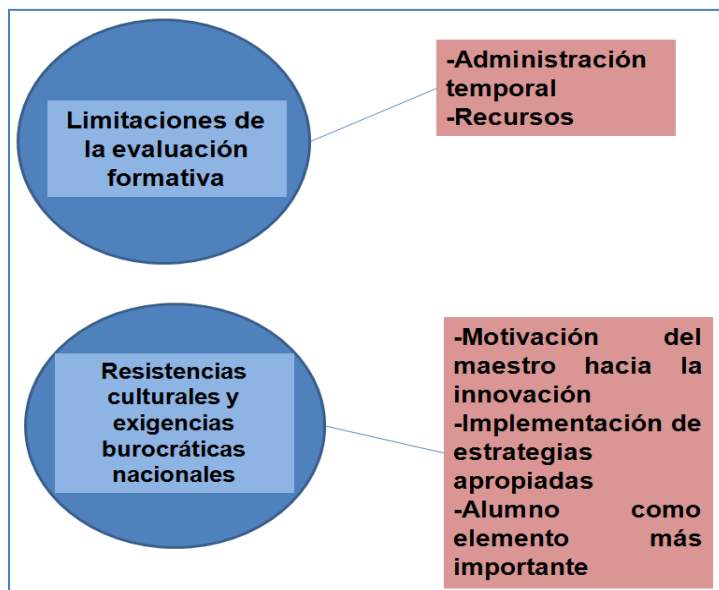 Limitaciones de
la evaluación
formativa
-Administración
temporal
-Recursos
Resistencias
culturales y
exigencias
burocráticas
nacionales
-Motivación del
maestro hacia la
innovación
-Implementación de
estrategias
apropiadas
-Alumno como
elemento más
importante